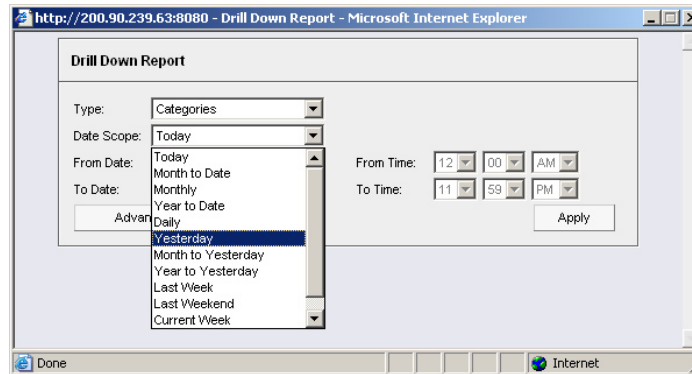 http://200.90.239.63:8080 - Drill Down Report - Microsoft Internet Explorer
Drill Down Report
Type: Categories
Date Scope: Today
From Date: From Time: 12 00 AM
To Date: To Time: 11 59 PM
Advan Apply
Today
Month to Date
Monthly
Year to Date
Daily
Yesterday
Month to Yesterday
Year to Yesterday
Last Week
Last Weekend
Current Week
Done Internet